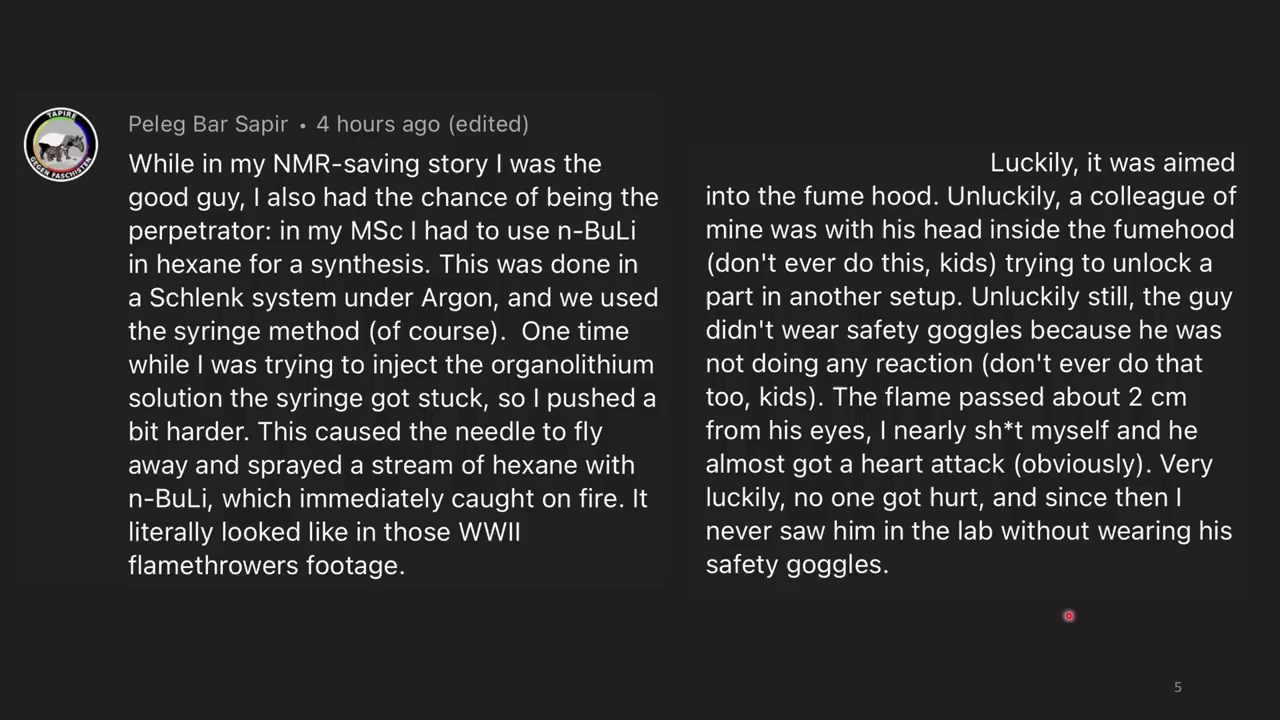 TAPIRE
GEGEN FASCHISTEN
Peleg Bar Sapir • 4 hours ago (edited)
While in my NMR-saving story I was the
good guy, I also had the chance of being the
perpetrator: in my MSc I had to use n-BuLi
in hexane for a synthesis. This was done in
a Schlenk system under Argon, and we used
the syringe method (of course).  One time
while I was trying to inject the organolithium
solution the syringe got stuck, so I pushed a
bit harder. This caused the needle to fly
away and sprayed a stream of hexane with
n-BuLi, which immediately caught on fire. It
literally looked like in those WWII
flamethrowers footage.
Luckily, it was aimed
into the fume hood. Unluckily, a colleague of
mine was with his head inside the fumehood
(don't ever do this, kids) trying to unlock a
part in another setup. Unluckily still, the guy
didn't wear safety goggles because he was
not doing any reaction (don't ever do that
too, kids). The flame passed about 2 cm
from his eyes, I nearly sh*t myself and he
almost got a heart attack (obviously). Very
luckily, no one got hurt, and since then I
never saw him in the lab without wearing his
safety goggles.
5